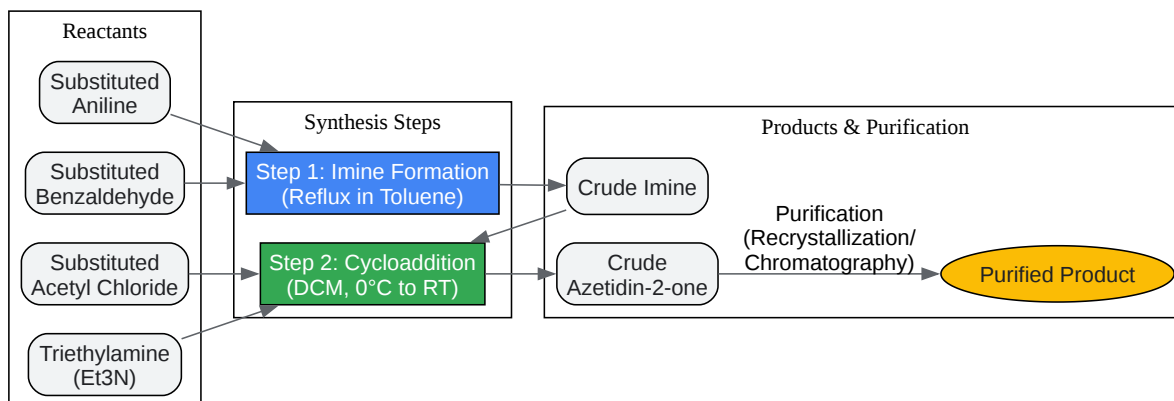 Reactants
Substituted
Aniline
Substituted
Benzaldehyde
Substituted
Acetyl Chloride
Triethylamine
(Et3N)
Synthesis Steps
Step 1: Imine Formation
(Reflux in Toluene)
Step 2: Cycloaddition
(DCM, 0°C to RT)
Products & Purification
Crude Imine
Crude
Azetidin-2-one
Purification
(Recrystallization/
Chromatography)
Purified Product